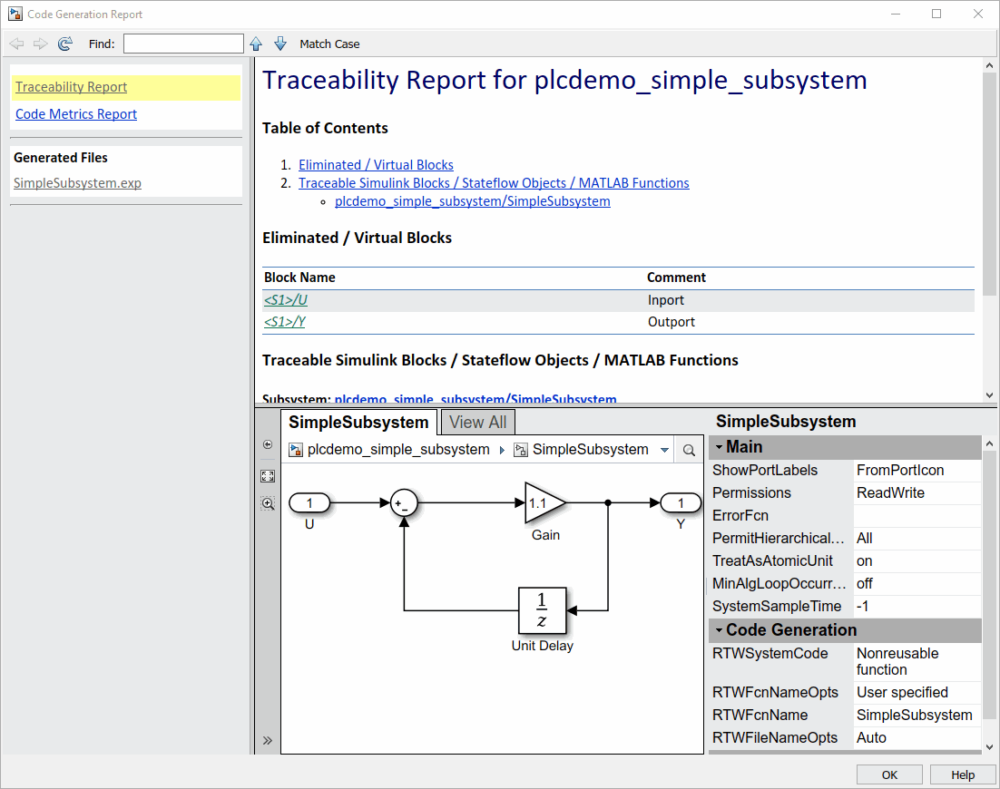 Code Generation Report
Find:
Match Case
Traceability Report
Code Metrics Report
Generated Files
SimpleSubsystem.exp
Traceability Report for plcdemo_simple_subsystem
Table of Contents
1. Eliminated / Virtual Blocks
2. Traceable Simulink Blocks / Stateflow Objects / MATLAB Functions
plcdemo_simple_subsystem/SimpleSubsystem
Eliminated / Virtual Blocks
Block Name Comment
<S1>/U Inport
<S1>/Y Outport
Traceable Simulink Blocks / Stateflow Objects / MATLAB Functions
Subsystem: plcdemo_simple_subsystem/SimpleSubsystem
SimpleSubsystem View All
plcdemo_simple_subsystem SimpleSubsystem
1
U
+
−
1.1
Gain
1
Y
1
z
Unit Delay
SimpleSubsystem
Main
ShowPortLabels FromPortIcon
Permissions ReadWrite
ErrorFcn
PermitHierarchical... All
TreatAsAtomicUnit on
MinAlgLoopOccurr... off
SystemSampleTime -1
Code Generation
RTWSystemCode Nonreusable
function
RTWFcnNameOpts User specified
RTWFcnName SimpleSubsystem
RTWFileNameOpts Auto
OK Help